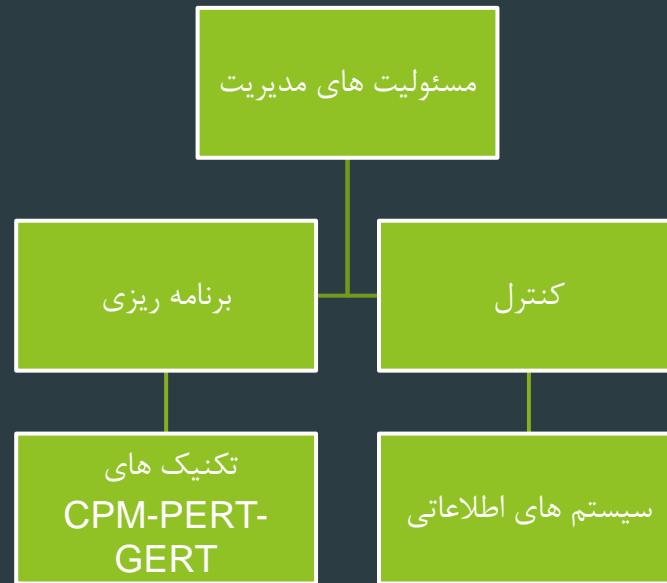 مسئولیت های مدیریت
کنترل
برنامه ریزی
سیستم های اطلاعاتی
تکنیک های
CPM-PERT-
GERT